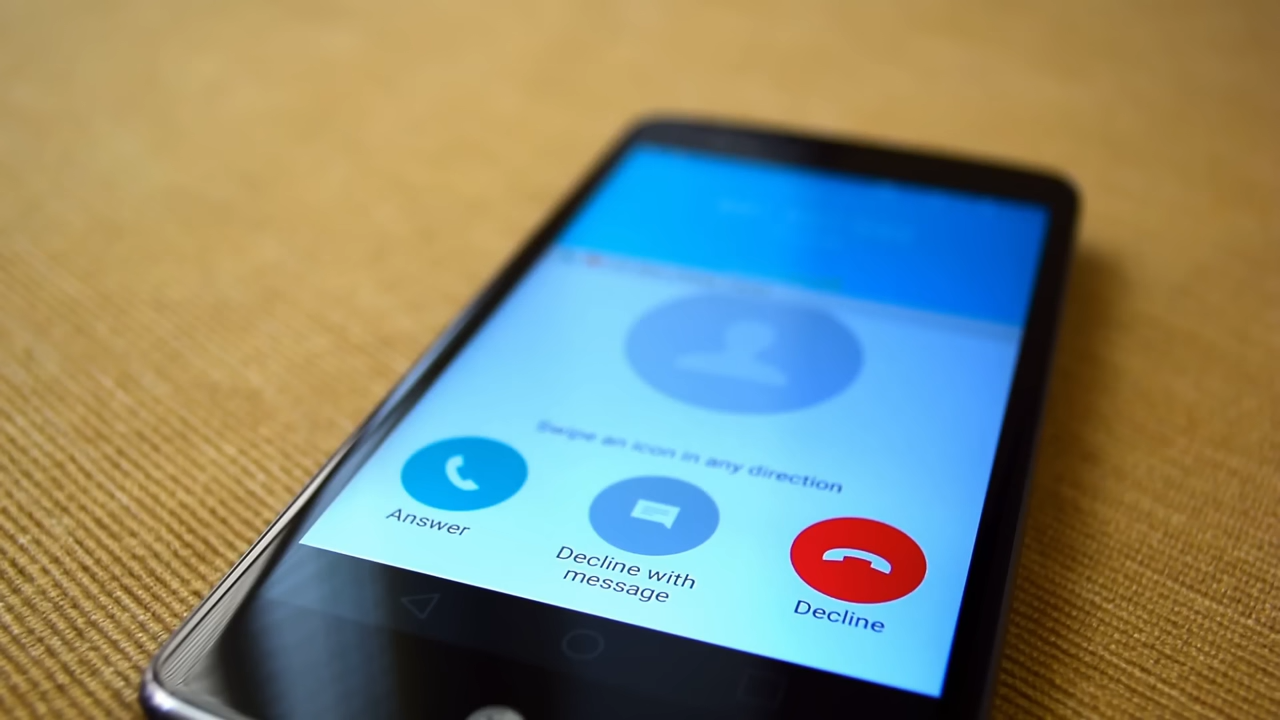 Swipe an icon in any direction
Answer
Decline with
message
Decline